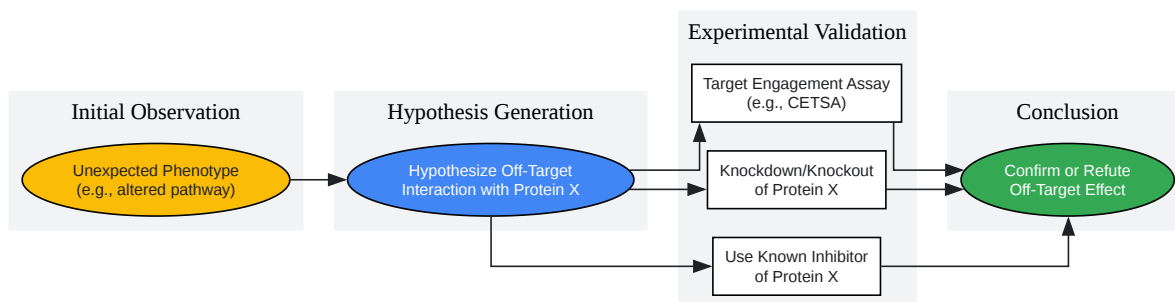 Initial Observation
Unexpected Phenotype
(e.g., altered pathway)
Hypothesis Generation
Hypothesize Off-Target
Interaction with Protein X
Experimental Validation
Target Engagement Assay
(e.g., CETSA)
Knockdown/Knockout
of Protein X
Use Known Inhibitor
of Protein X
Conclusion
Confirm or Refute
Off-Target Effect